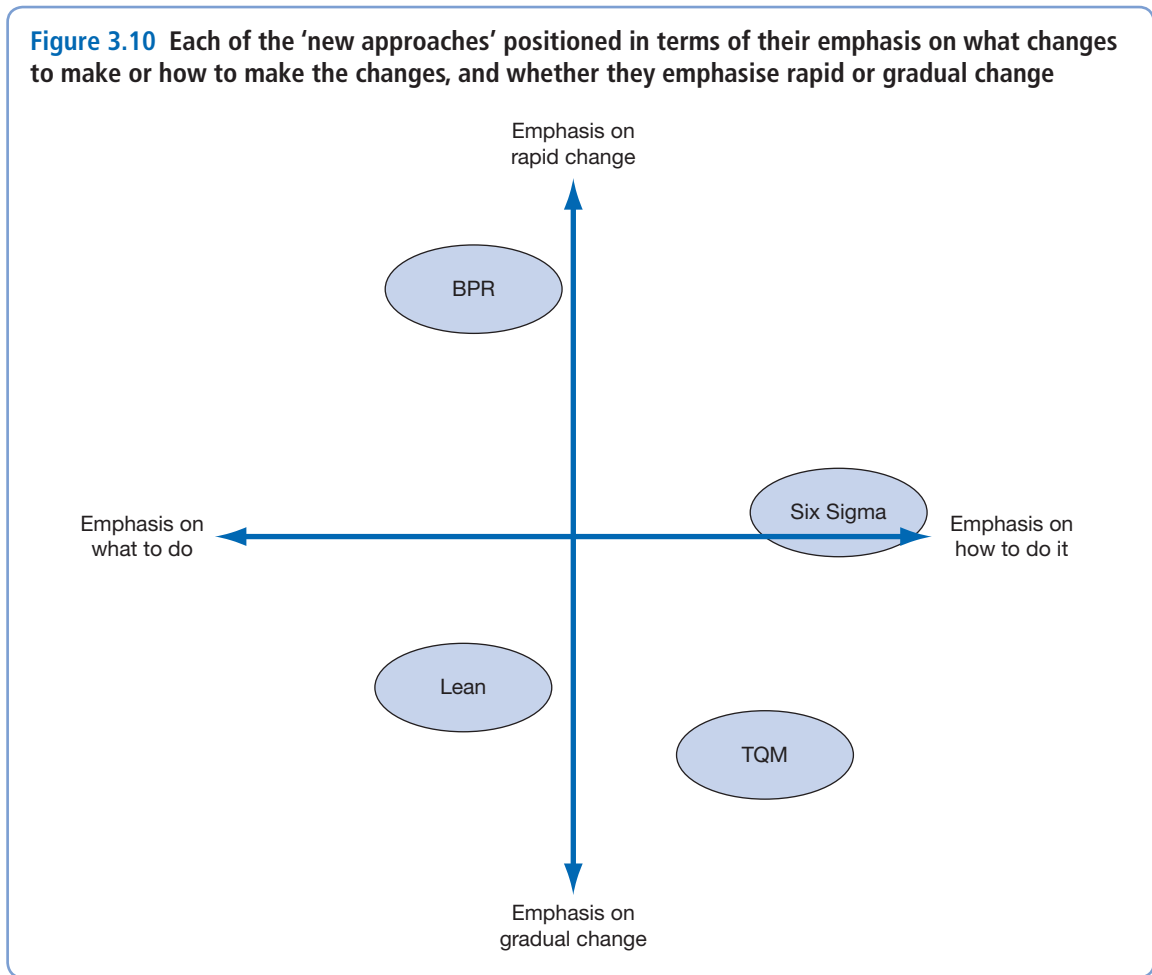 Figure 3.10 Each of the ‘new approaches’ positioned in terms of their emphasis on what changes
to make or how to make the changes, and whether they emphasise rapid or gradual change
Emphasis on
rapid change
BPR
Six Sigma
Emphasis on
what to do
Emphasis on
how to do it
Lean
TQM
Emphasis on
gradual change